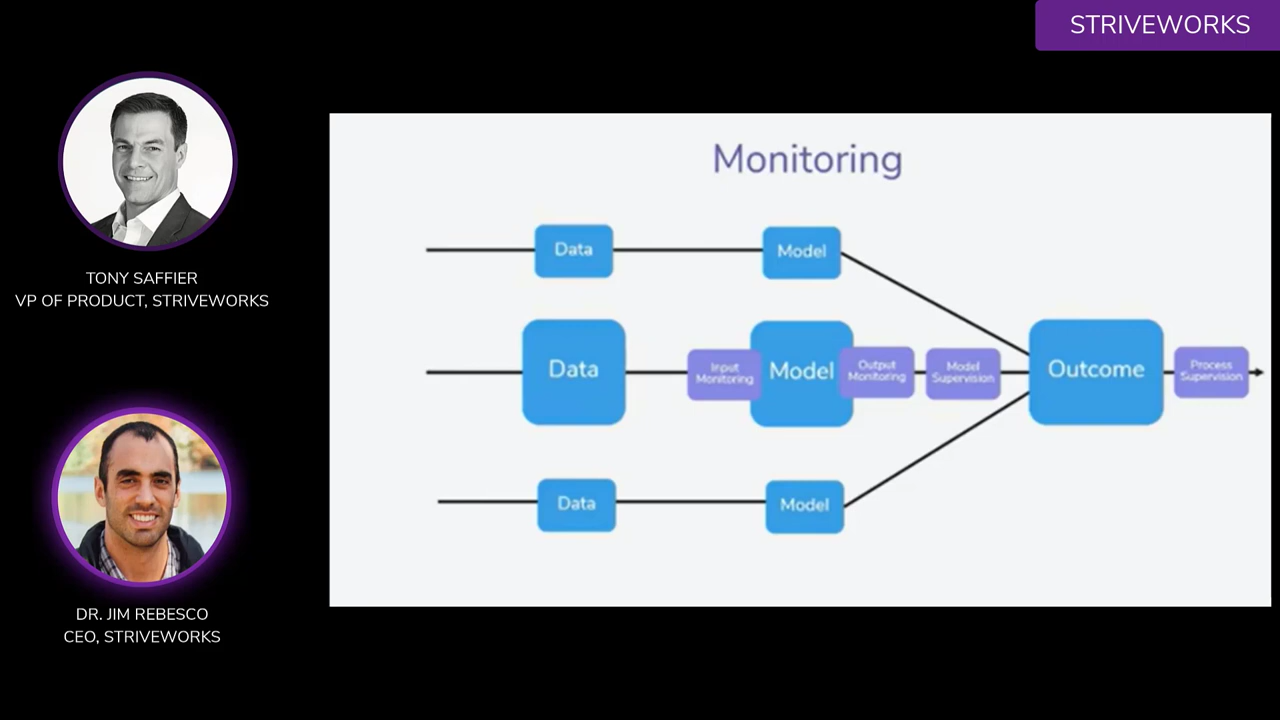 STRIVEWORKS
TONY SAFFIER
VP OF PRODUCT, STRIVEWORKS
DR. JIM REBESCO
CEO, STRIVEWORKS
Monitoring
Data
Model
Data
Input
Monitoring
Model
Output
Monitoring
Model
Supervision
Outcome
Process
Supervision
Data
Model